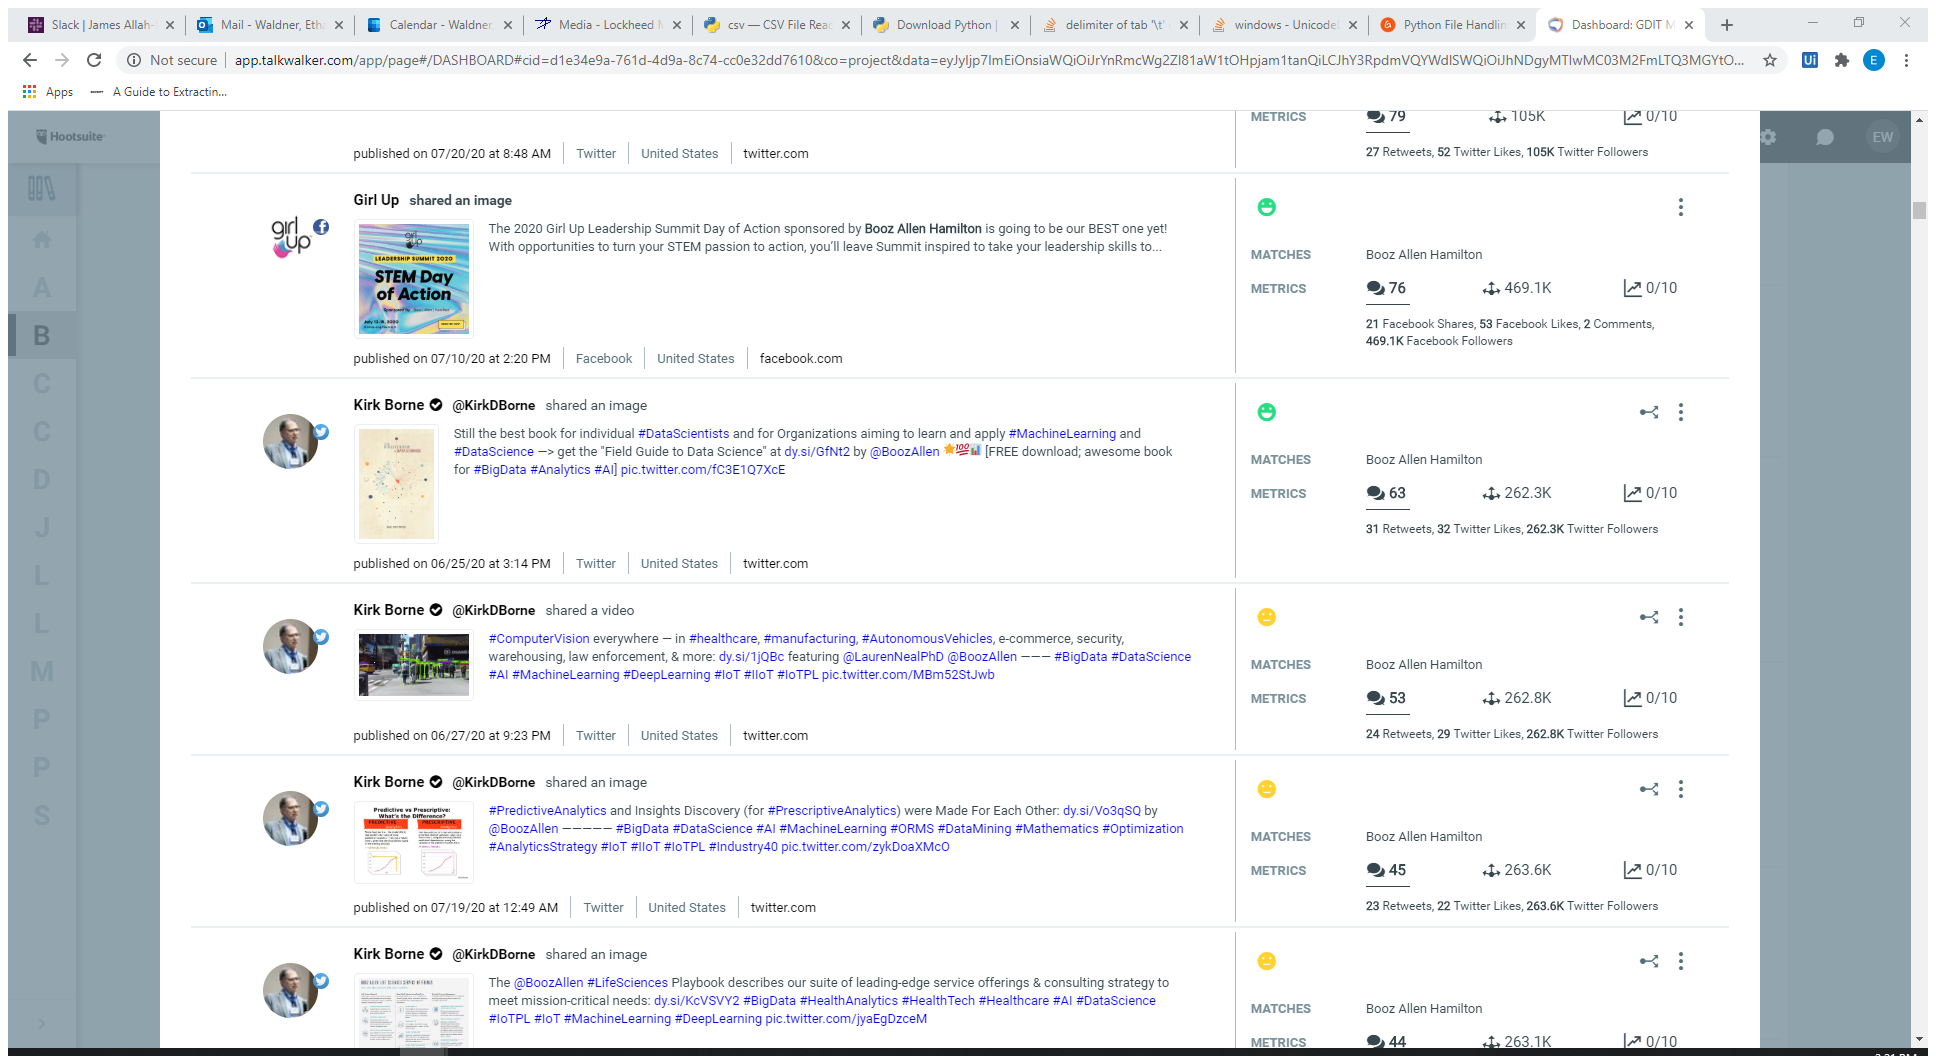 Slack | James Allah-
Mail - Waldner, Etha
Calendar - Waldner,
Media - Lockheed M
csv — CSV File Reac
Download Python |
delimiter of tab '\t'
windows - Unicodel
Python File Handlin
Dashboard: GDIT M
Not secure | app.talkwalker.com/app/page#/DASHBOARD#cid=d1e34e9a-761d-4d9a-8c74-cc0e32dd7610&co=project&data=
Ui
E
Apps
A Guide to Extractin...
Hootsuite
EW
A
B
C
C
D
J
L
L
M
P
P
S
METRICS 79 105K 0/10
27 Retweets, 52 Twitter Likes, 105K Twitter Followers
published on 07/20/20 at 8:48 AM Twitter United States twitter.com
Girl Up shared an image
girl up
LEADERSHIP SUMMIT 2020
STEM Day
of Action
The 2020 Girl Up Leadership Summit Day of Action sponsored by Booz Allen Hamilton is going to be our BEST one yet!
With opportunities to turn your STEM passion to action, you'll leave Summit inspired to take your leadership skills to...
MATCHES Booz Allen Hamilton
METRICS 76 469.1K 0/10
21 Facebook Shares, 53 Facebook Likes, 2 Comments,
469.1K Facebook Followers
published on 07/10/20 at 2:20 PM Facebook United States facebook.com
Kirk Borne @KirkDBorne shared an image
Still the best book for individual #DataScientists and for Organizations aiming to learn and apply #MachineLearning and
#DataScience —> get the "Field Guide to Data Science" at dy.si/GfNt2 by @BoozAllen 🌟💯📊 [FREE download; awesome book
for #BigData #Analytics #AI] pic.twitter.com/fC3E1Q7XcE
MATCHES Booz Allen Hamilton
METRICS 63 262.3K 0/10
31 Retweets, 32 Twitter Likes, 262.3K Twitter Followers
published on 06/25/20 at 3:14 PM Twitter United States twitter.com
Kirk Borne @KirkDBorne shared a video
#ComputerVision everywhere — in #healthcare, #manufacturing, #AutonomousVehicles, e-commerce, security,
warehousing, law enforcement, & more: dy.si/1jQBc featuring @LaurenNealPhD @BoozAllen ——— #BigData #DataScience
#AI #MachineLearning #DeepLearning #IoT #IIoT #IoTPL pic.twitter.com/MBm52StJwb
MATCHES Booz Allen Hamilton
METRICS 53 262.8K 0/10
24 Retweets, 29 Twitter Likes, 262.8K Twitter Followers
published on 06/27/20 at 9:23 PM Twitter United States twitter.com
Kirk Borne @KirkDBorne shared an image
Predictive vs Prescriptive:
What's the Difference?
PREDICTIVE PRESCRIPTIVE
#PredictiveAnalytics and Insights Discovery (for #PrescriptiveAnalytics) were Made For Each Other: dy.si/Vo3qSQ by
@BoozAllen ————— #BigData #DataScience #AI #MachineLearning #ORMS #DataMining #Mathematics #Optimization
#AnalyticsStrategy #IoT #IIoT #IoTPL #Industry40 pic.twitter.com/zykDoaXMcO
MATCHES Booz Allen Hamilton
METRICS 45 263.6K 0/10
23 Retweets, 22 Twitter Likes, 263.6K Twitter Followers
published on 07/19/20 at 12:49 AM Twitter United States twitter.com
Kirk Borne @KirkDBorne shared an image
The @BoozAllen #LifeSciences Playbook describes our suite of leading-edge service offerings & consulting strategy to
meet mission-critical needs: dy.si/KcVSVY2 #BigData #HealthAnalytics #HealthTech #Healthcare #AI #DataScience
#IoTPL #IoT #MachineLearning #DeepLearning pic.twitter.com/jyaEgDzceM
MATCHES Booz Allen Hamilton
METRICS 44 263.1K 0/10